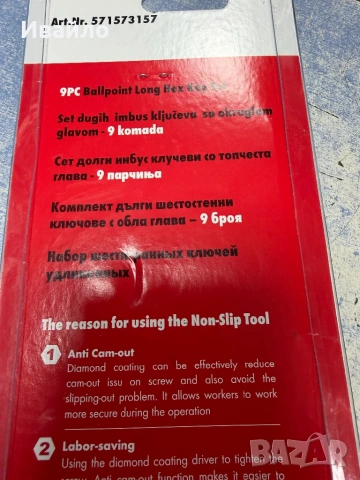 Art.Nr. 571573157
Ивайло
9PC Ballpoint Long Hex Key Set
Set dugih imbus ključeva sa okruglom
glavom - 9 komada
Сет долги инбус клучеви со топчеста
глава - 9 парчиња
Комплект дълги шестостенни
ключове с обла глава – 9 броя
Набор шестигранных ключей
удлиненных
The reason for using the Non-Slip Tool
1 Anti Cam-out
Diamond coating can be effectively reduce
cam-out issu on screw and also avoid the
slipping-out problem. It allows workers to work
more secure during the operation
2 Labor-saving
Using the diamond coating driver to tighten the
screw. Anti cam-out function makes it easier to
BAZAR